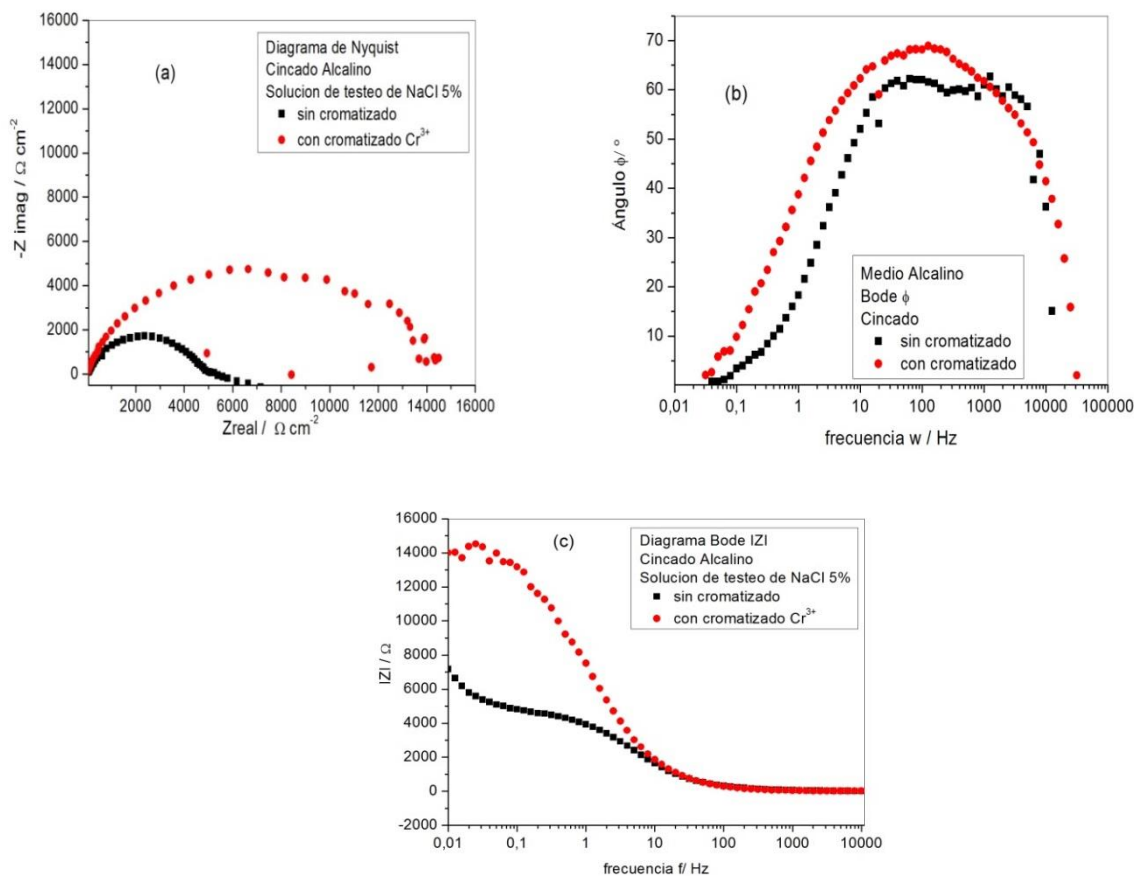 16000
14000
12000
10000
8000
6000
4000
2000
0
-Z imag / Ω cm⁻²
(a)
Diagrama de Nyquist
Cincado Alcalino
Solucion de testeo de NaCl 5%
sin cromatizado
con cromatizado Cr³⁺
2000 4000 6000 8000 10000 12000 14000 16000
Zreal / Ω cm⁻²
70
60
50
40
30
20
10
Ángulo ϕ/ °
(b)
Medio Alcalino
Bode ϕ
Cincado
sin cromatizado
con cromatizado
0,01 0,1 1 10 100 1000 10000 100000
frecuencia w / Hz
16000
14000
12000
10000
8000
6000
4000
2000
0
-2000
IZI / Ω
(c)
Diagrama Bode IZI
Cincado Alcalino
Solucion de testeo de NaCl 5%
sin cromatizado
con cromatizado Cr³⁺
0,01 0,1 1 10 100 1000 10000
frecuencia f/ Hz